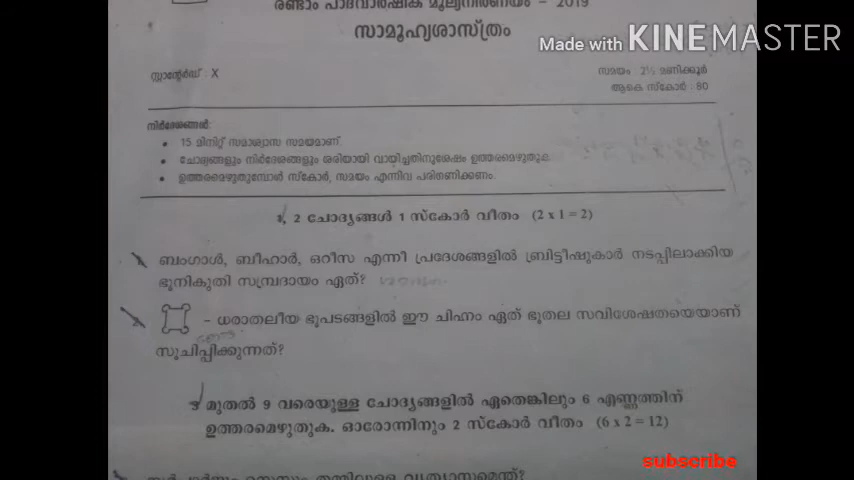 രണ്ടാം പാദവാർഷിക മൂല്യനിർണയം – 2019
സാമൂഹ്യശാസ്ത്രം
Made with KINEMASTER
സ്റ്റാന്റേർഡ് : X
സമയം : 2½ മണിക്കൂർ
ആകെ സ്കോർ : 80
നിർദേശങ്ങൾ:
• 15 മിനിറ്റ് സമാശ്വാസ സമയമാണ്.
• ചോദ്യങ്ങളും നിർദേശങ്ങളും ശരിയായി വായിച്ചതിനുശേഷം ഉത്തരമെഴുതുക.
• ഉത്തരമെഴുതുമ്പോൾ സ്കോർ, സമയം എന്നിവ പരിഗണിക്കണം.
1, 2 ചോദ്യങ്ങൾ 1 സ്കോർ വീതം (2 x 1 = 2)
ബംഗാൾ, ബീഹാർ, ഒറീസ എന്നീ പ്രദേശങ്ങളിൽ ബ്രിട്ടീഷുകാർ നടപ്പിലാക്കിയ
ഭൂനികുതി സമ്പ്രദായം ഏത്?
– ധരാതലീയ ഭൂപടങ്ങളിൽ ഈ ചിഹ്നം ഏത് ഭൂതല സവിശേഷതയെയാണ്
സൂചിപ്പിക്കുന്നത്?
3 മുതൽ 9 വരെയുള്ള ചോദ്യങ്ങളിൽ ഏതെങ്കിലും 6 എണ്ണത്തിന്
ഉത്തരമെഴുതുക. ഓരോന്നിനും 2 സ്കോർ വീതം (6 x 2 = 12)
subscribe
തമ്മിലുള്ള വ്യത്യാസമെന്ത്?